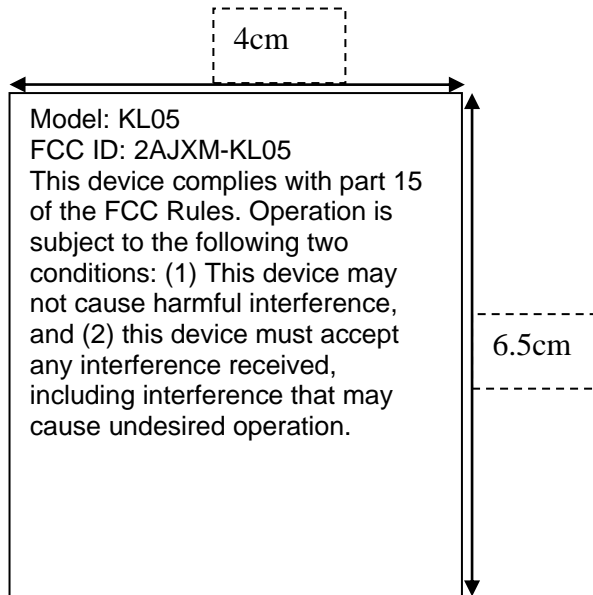 4cm
Model: KL05
FCC ID: 2AJXM-KL05
This device complies with part 15
of the FCC Rules. Operation is
subject to the following two
conditions: (1) This device may
not cause harmful interference,
and (2) this device must accept
any interference received,
including interference that may
cause undesired operation.
6.5cm